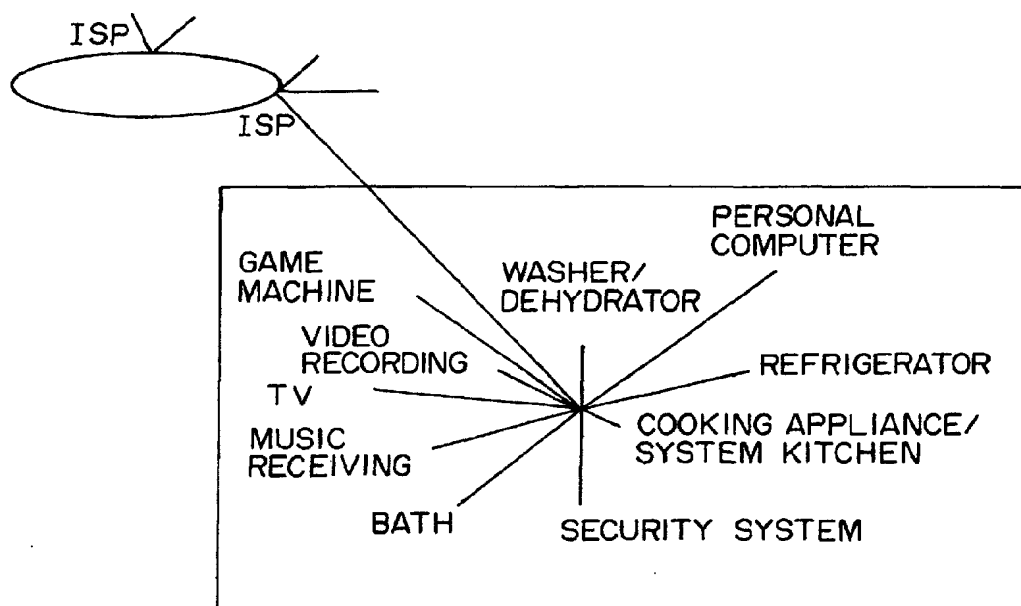 ISP
ISP
PERSONAL
COMPUTER
GAME
MACHINE
WASHER/
DEHYDRATOR
VIDEO
RECORDING
REFRIGERATOR
TV
COOKING APPLIANCE/
SYSTEM KITCHEN
MUSIC
RECEIVING
BATH
SECURITY SYSTEM